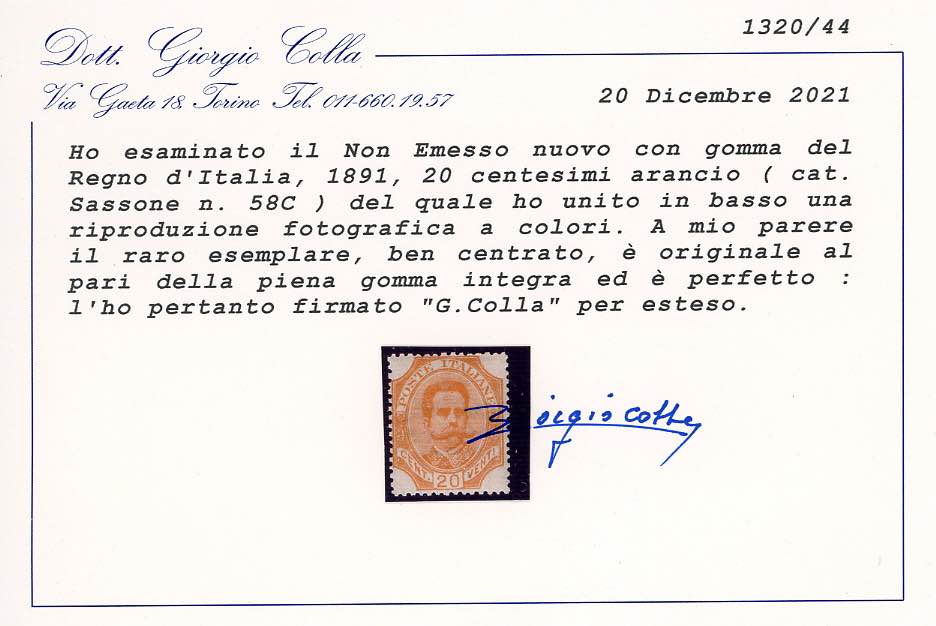 1320/44
Dott. Giorgio Colla
Via Gaeta 18, Torino Tel. 011-660.19.57
20 Dicembre 2021
Ho esaminato il Non Emesso nuovo con gomma del
Regno d'Italia, 1891, 20 centesimi arancio ( cat.
Sassone n. 58C ) del quale ho unito in basso una
riproduzione fotografica a colori. A mio parere
il raro esemplare, ben centrato, è originale al
pari della piena gomma integra ed è perfetto :
l'ho pertanto firmato "G.Colla" per esteso.
POSTE ITALIANE
CENT. 20 VENTI
Giorgio Colla